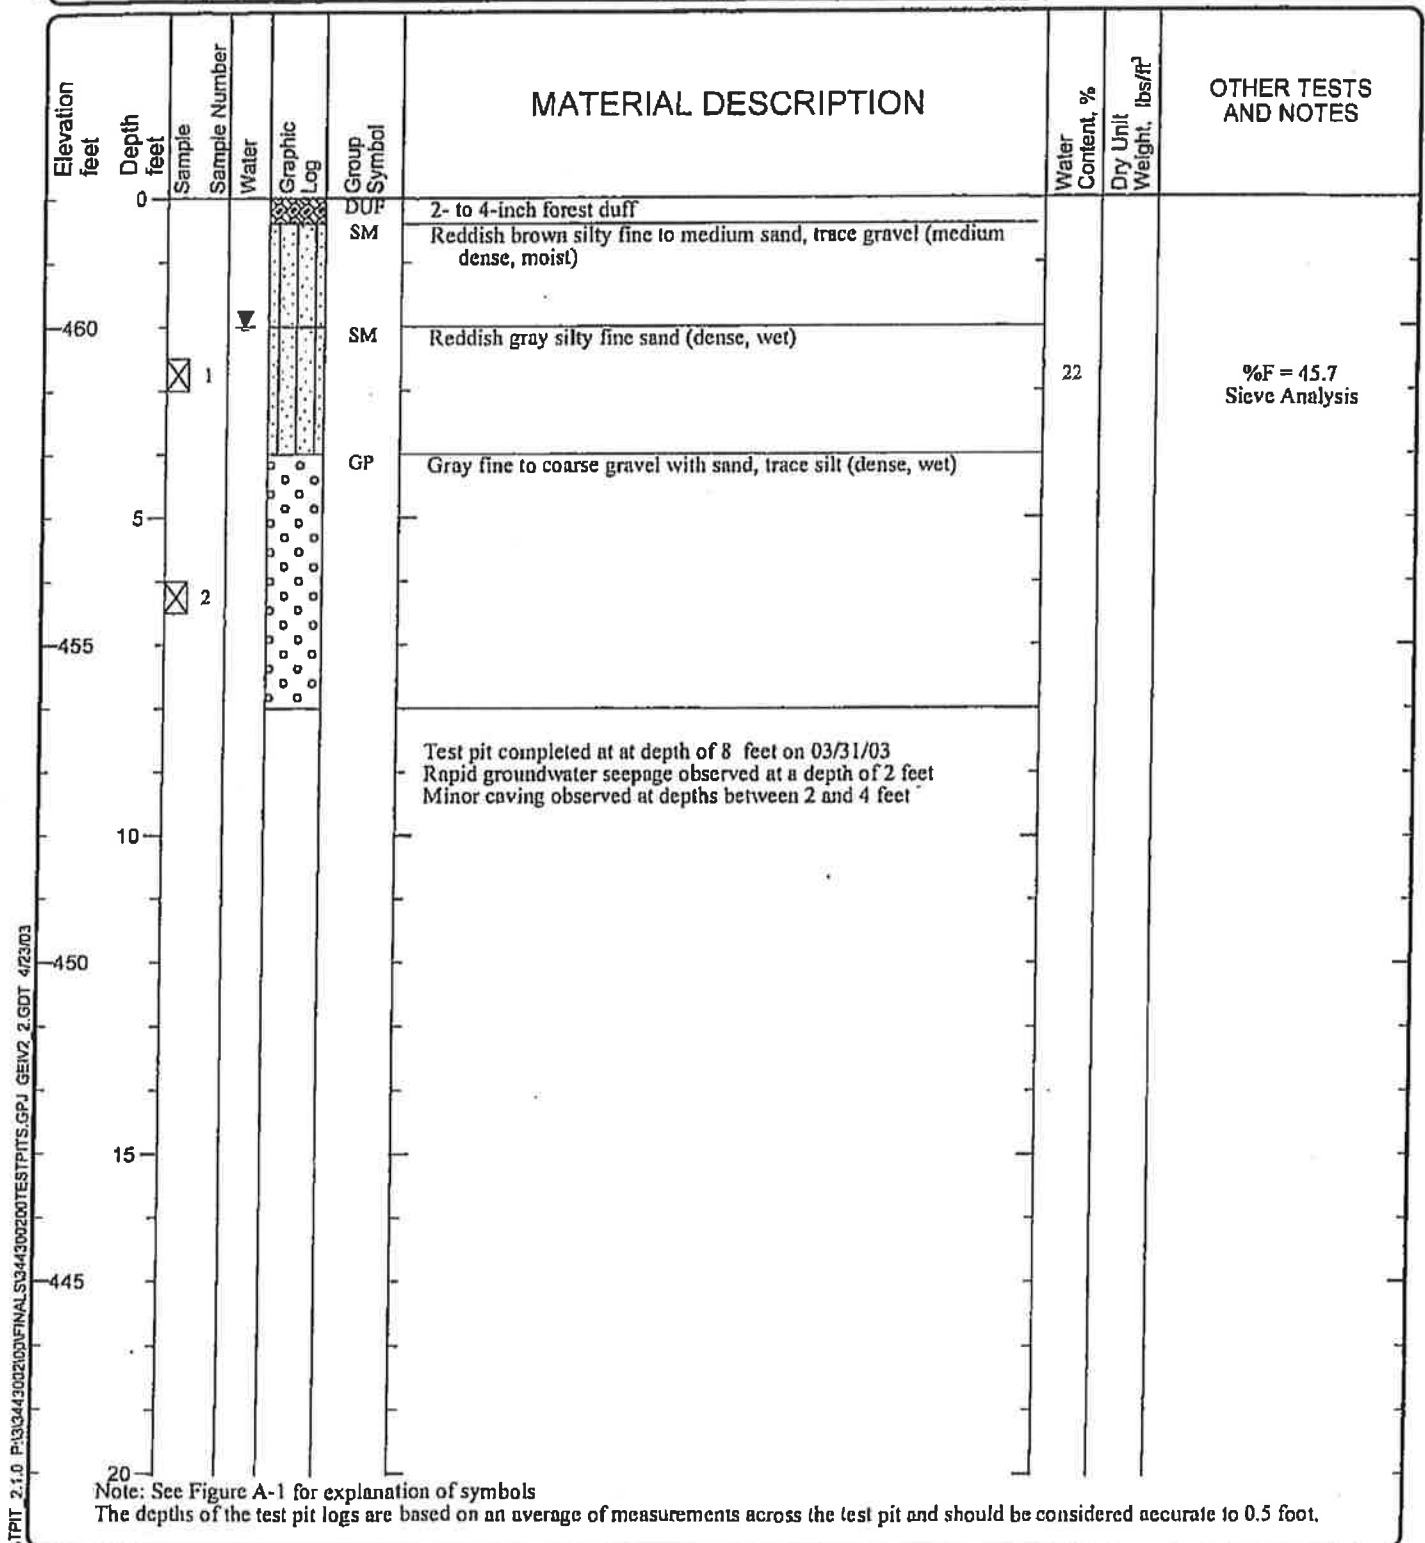 Elevation
feet
Depth
feet
Sample
Sample Number
Water
Graphic
Log
Group
Symbol
MATERIAL DESCRIPTION
Water
Content, %
Dry Unit
Weight, lbs/ft³
OTHER TESTS
AND NOTES
0
DUF
2- to 4-inch forest duff
SM
Reddish brown silty fine to medium sand, trace gravel (medium
dense, moist)
460
SM
Reddish gray silty fine sand (dense, wet)
1
22
%F = 45.7
Sieve Analysis
GP
Gray fine to coarse gravel with sand, trace silt (dense, wet)
5
2
455
Test pit completed at at depth of 8 feet on 03/31/03
Rapid groundwater seepage observed at a depth of 2 feet
Minor caving observed at depths between 2 and 4 feet
10
450
15
445
20
Note: See Figure A-1 for explanation of symbols
The depths of the test pit logs are based on an average of measurements across the test pit and should be considered accurate to 0.5 foot.
TPIT_2.1.0 P:\3\3443002\00\FINALS\344300200TESTPITS.GPJ GEIV2_2.GDT 4/23/03